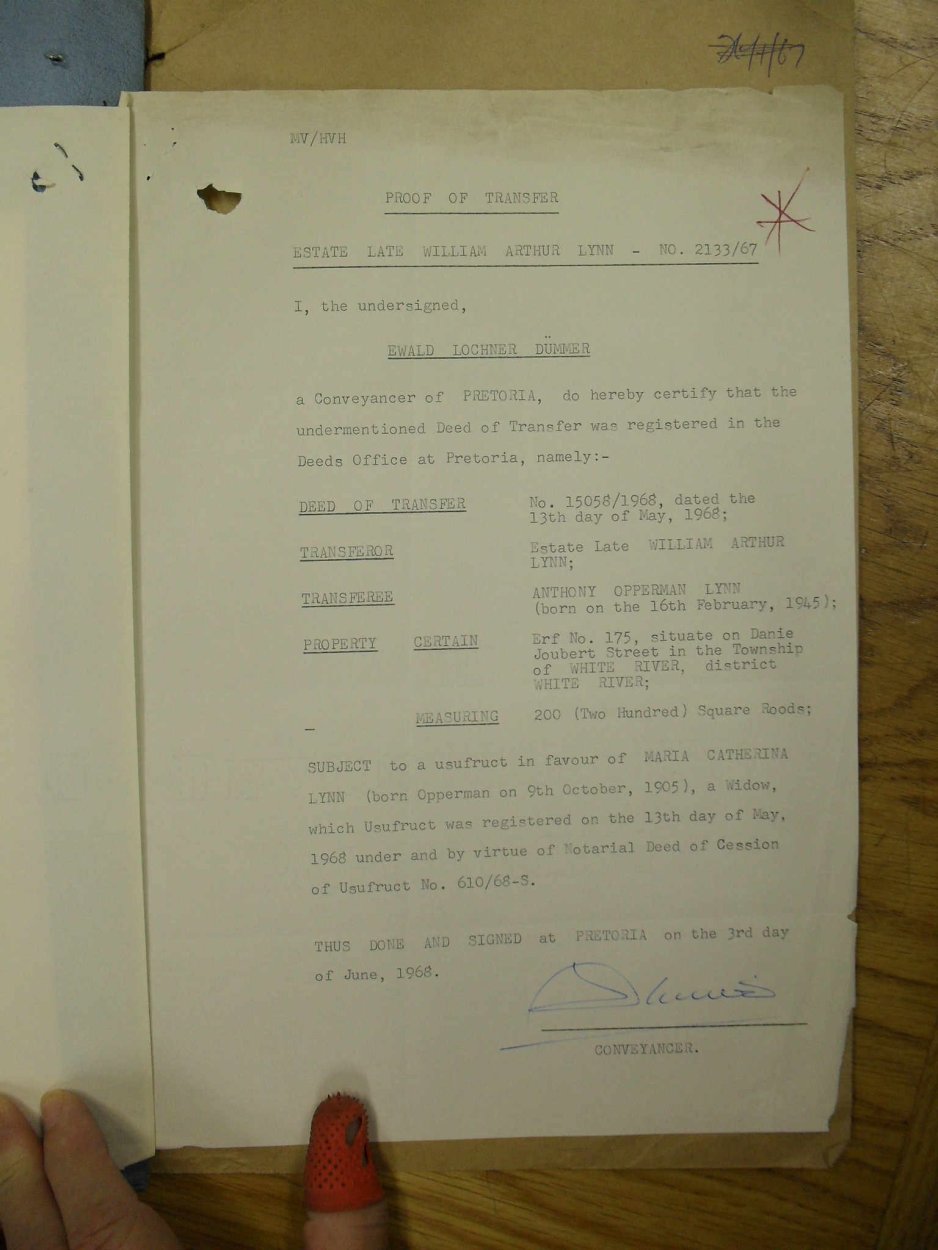 MV/HVH
PROOF OF TRANSFER
ESTATE LATE WILLIAM ARTHUR LYNN - NO. 2133/67
I, the undersigned,
EWALD LOCHNER DÜMMER
a Conveyancer of PRETORIA, do hereby certify that the
undermentioned Deed of Transfer was registered in the
Deeds Office at Pretoria, namely:-
DEED OF TRANSFER No. 15058/1968, dated the
13th day of May, 1968;
TRANSFEROR Estate Late WILLIAM ARTHUR
LYNN;
TRANSFEREE ANTHONY OPPERMAN LYNN
(born on the 16th February, 1945);
PROPERTY CERTAIN Erf No. 175, situate on Danie
Joubert Street in the Township
of WHITE RIVER, district
WHITE RIVER;
_ MEASURING 200 (Two Hundred) Square Roods;
SUBJECT to a usufruct in favour of MARIA CATHERINA
LYNN (born Opperman on 9th October, 1905), a Widow,
which Usufruct was registered on the 13th day of May,
1968 under and by virtue of Notarial Deed of Cession
of Usufruct No. 610/68-S.
THUS DONE AND SIGNED at PRETORIA on the 3rd day
of June, 1968.
CONVEYANCER.